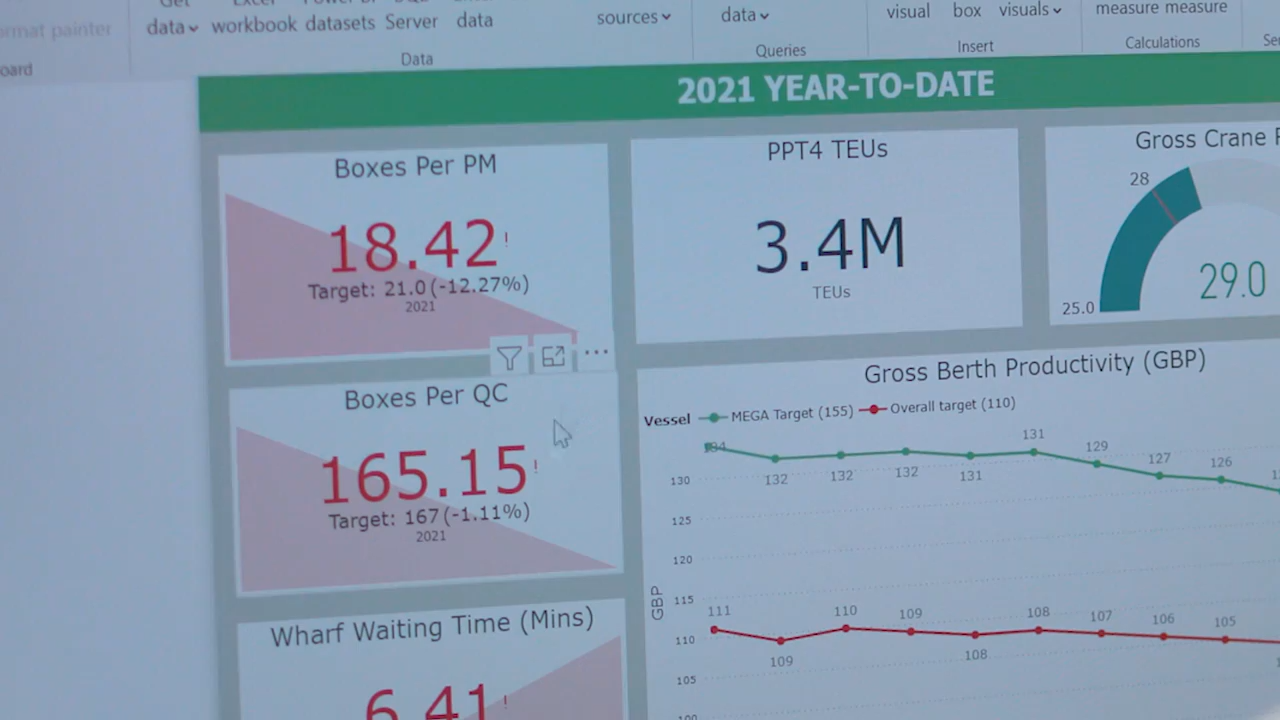 data workbook datasets Server data
sources
data
visual box visuals
measure measure
Data
Queries
Insert
Calculations
2021 YEAR-TO-DATE
Boxes Per PM
18.42!
Target: 21.0 (-12.27%)
2021
PPT4 TEUs
3.4M
TEUs
Gross Crane
28
29.0
25.0
Boxes Per QC
165.15!
Target: 167 (-1.11%)
2021
Wharf Waiting Time (Mins)
6.41!
Gross Berth Productivity (GBP)
Vessel MEGA Target (155) Overall target (110)
132 132 132 131 131 129 127 126
130
125
120
115
110
105
GBP
111 109 110 109 108 108 107 106 105